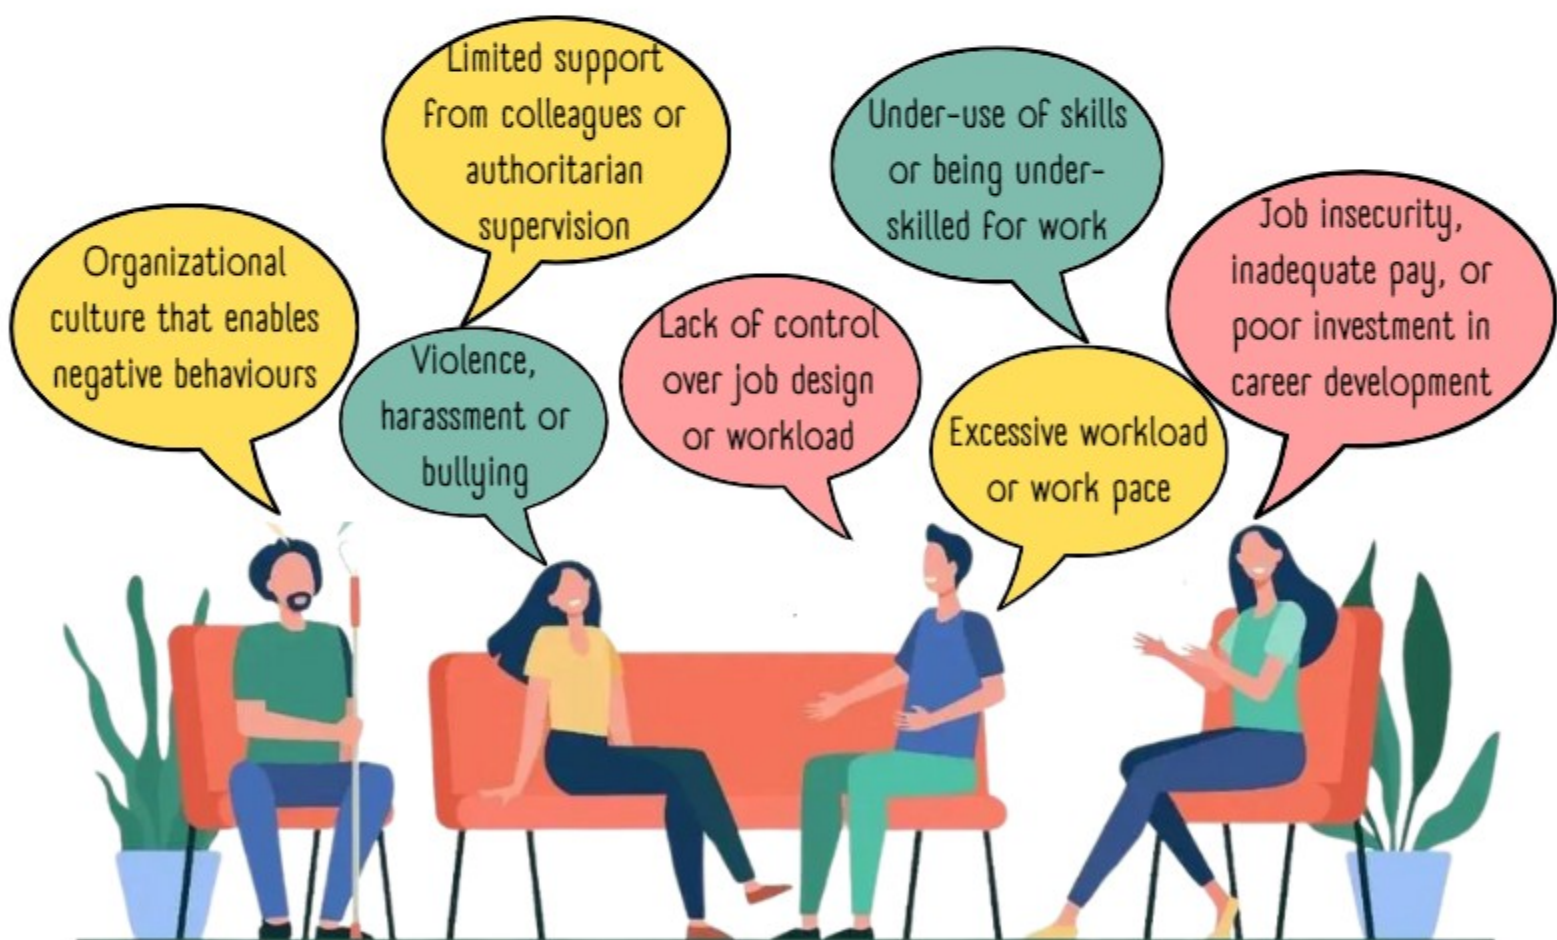 Organizational
culture that enables
negative behaviours
Limited support
from colleagues or
authoritarian
supervision
Violence,
harassment or
bullying
Lack of control
over job design
or workload
Under-use of skills
or being under-
skilled for work
Excessive workload
or work pace
Job insecurity,
inadequate pay, or
poor investment in
career development